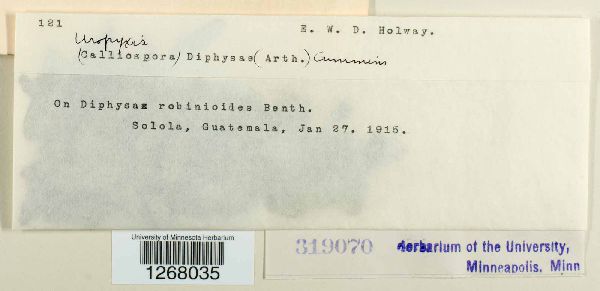 121
E. W. D. Holway.
Uropyxis
(Calliospora) Diphysae (Arth.) Cummins
On Diphysa robinioides Benth.
Solola, Guatemala, Jan 27. 1915.
University of Minnesota Herbarium
1268035
319070
Herbarium of the University,
Minneapolis. Minn